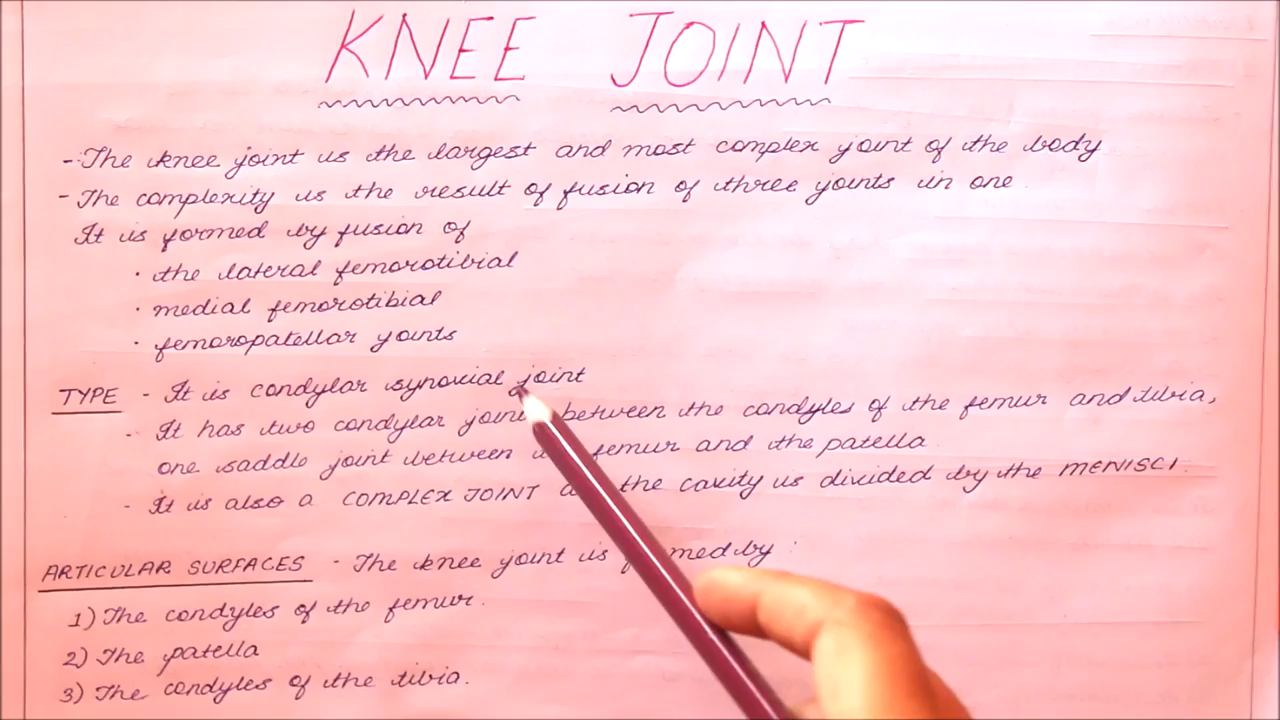 KNEE JOINT
- The knee joint is the largest and most complex joint of the body
- The complexity is the result of fusion of three joints in one.
It is formed by fusion of
· the lateral femorotibial
· medial femorotibial
· femoropatellar joints
TYPE - It is condylar synovial joint
- It has two condylar joint between the condyles of the femur and tibia,
one saddle joint between femur and the patella.
- It is also a COMPLEX JOINT the cavity is divided by the MENISCI.
ARTICULAR SURFACES - The knee joint is formed by :
1) The condyles of the femur.
2) The patella
3) The condyles of the tibia.